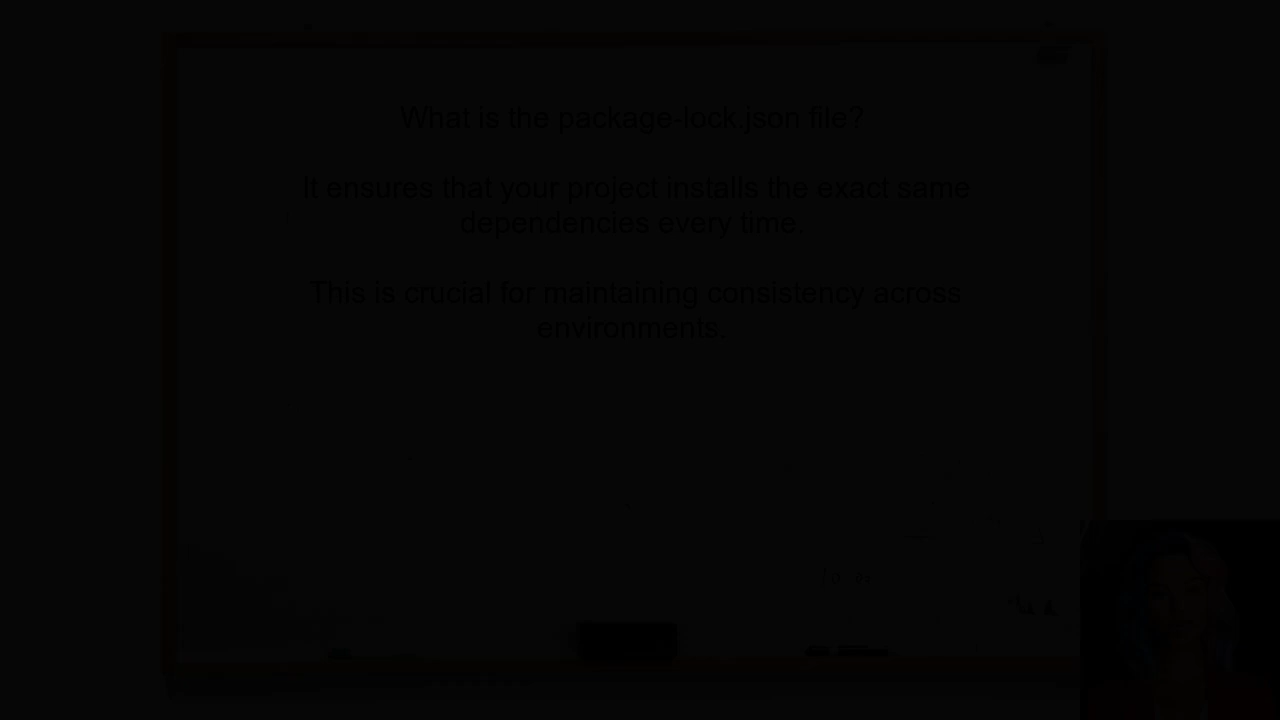 What is the package-lock.json file?
It ensures that your project installs the exact same
dependencies every time.
This is crucial for maintaining consistency across
environments.